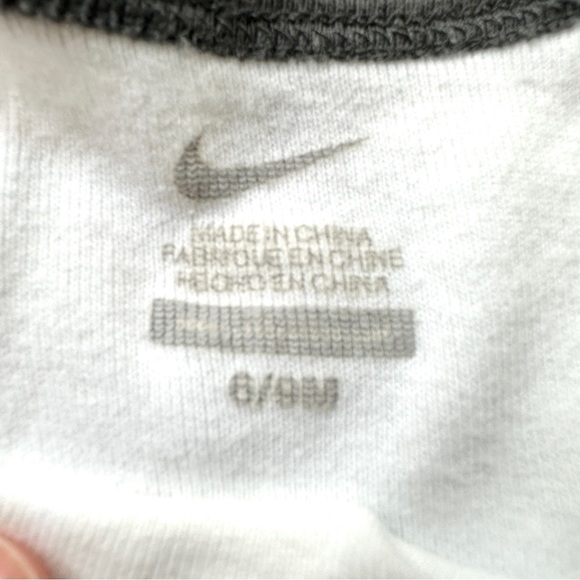 MADE IN CHINA
FABRIQUE EN CHINE
HECHO EN CHINA
6/9M